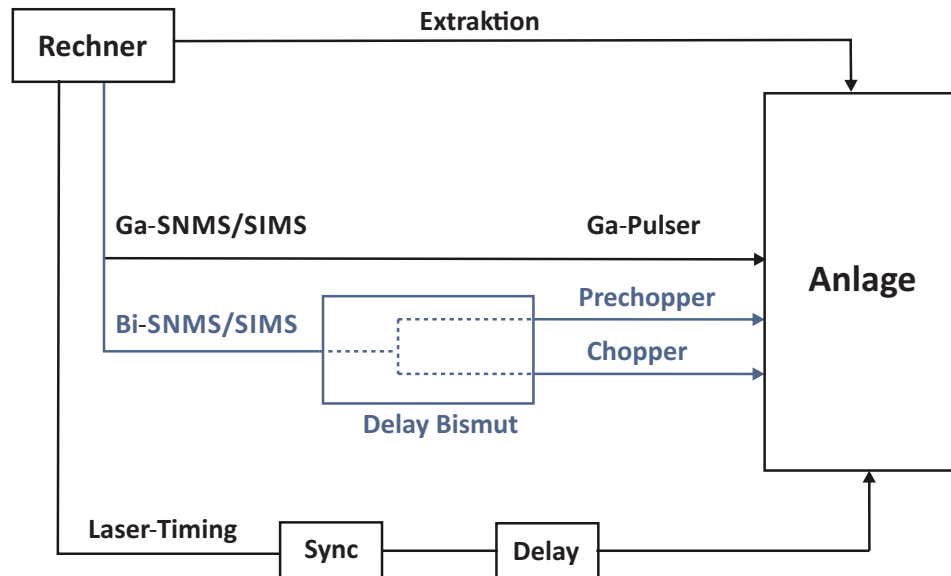 Extraktion
Rechner
Ga-SNMS/SIMS
Ga-Pulser
Anlage
Prechopper
Bi-SNMS/SIMS
Chopper
Delay Bismut
Laser-Timing
Sync
Delay